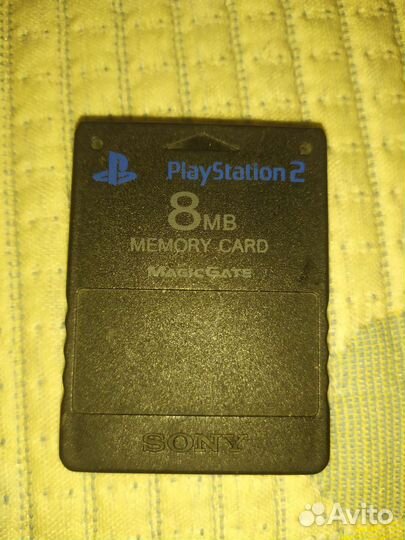 PlayStation 2
8MB
MEMORY CARD
MAGICGATE
SONY
Avito